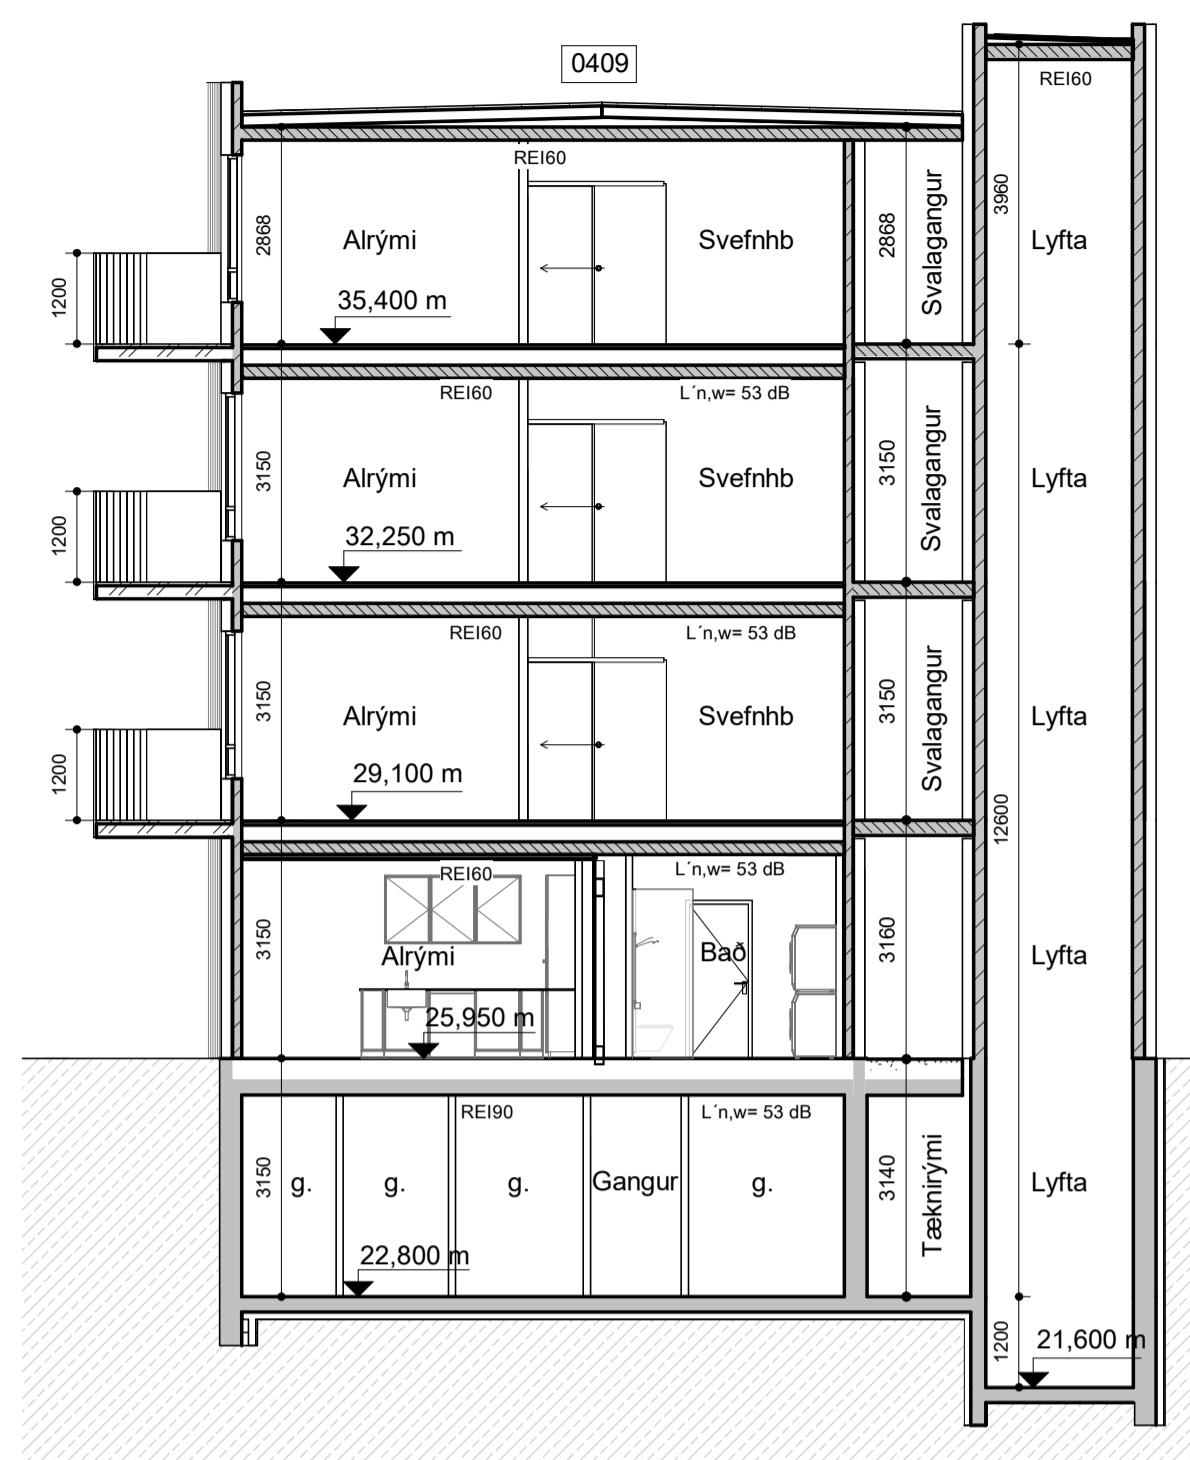 0409
REI60
REI60
2868
Alrými
Svefnhb
2868
Svalagangur
3960
Lyfta
1200
35,400 m
REI60
L´n,w= 53 dB
3150
Alrými
Svefnhb
3150
Svalagangur
Lyfta
1200
32,250 m
REI60
L´n,w= 53 dB
3150
Alrými
Svefnhb
3150
Svalagangur
Lyfta
1200
29,100 m
12600
REI60
L´n,w= 53 dB
3150
Alrými
Bað
3160
Lyfta
25,950 m
REI90
L´n,w= 53 dB
3150
g.
g.
g.
Gangur
g.
3140
Tæknirými
Lyfta
22,800 m
1200
21,600 m